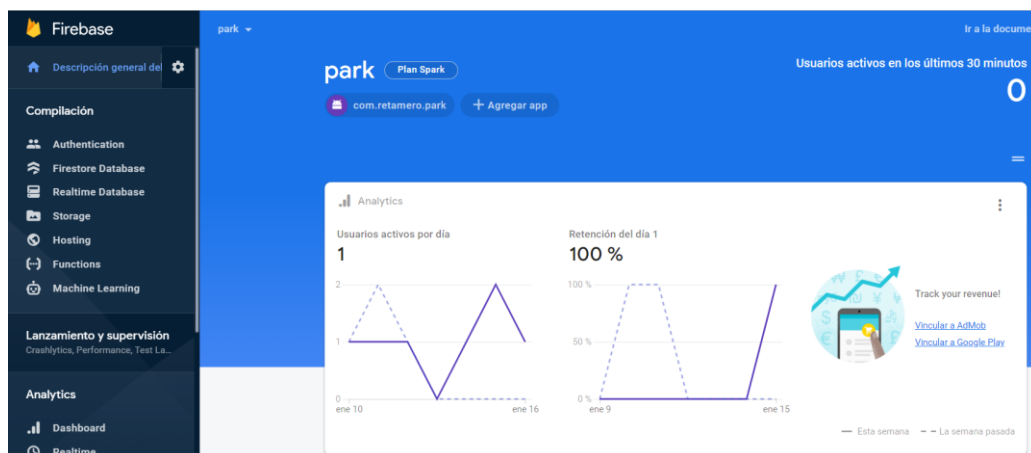 Firebase
park
Ir a la docume
Descripción general del
park
Plan Spark
Usuarios activos en los últimos 30 minutos
0
com.retamero.park
+ Agregar app
Compilación
Authentication
Firestore Database
Realtime Database
Storage
Hosting
Functions
Machine Learning
Lanzamiento y supervisión
Crashlytics, Performance, Test La...
Analytics
Dashboard
Realtime
Analytics
Usuarios activos por día
1
2
1
0
ene 10
ene 16
Retención del día 1
100 %
100 %
50 %
0 %
ene 9
ene 15
Track your revenue!
Vincular a AdMob
Vincular a Google Play
Esta semana
La semana pasada